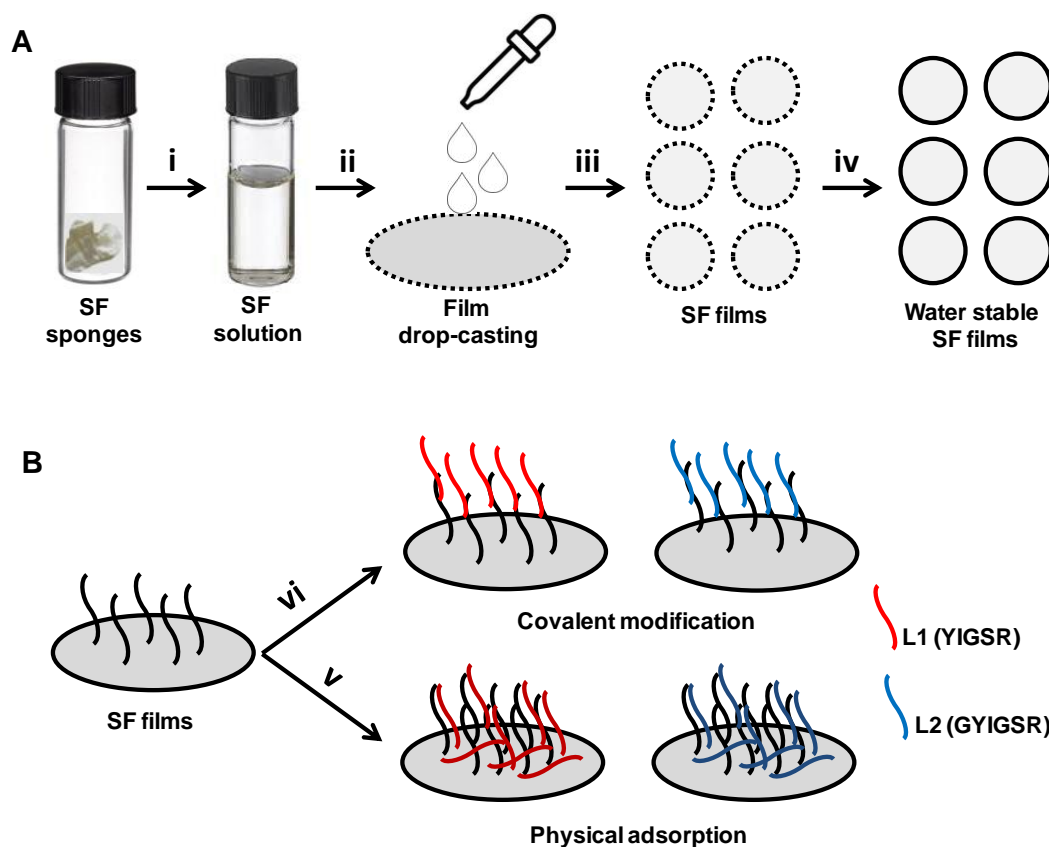 A
i
ii
iii
iv
SF
sponges
SF
solution
Film
drop-casting
SF films
Water stable
SF films
B
vi
v
SF films
Covalent modification
Physical adsorption
L1 (YIGSR)
L2 (GYIGSR)